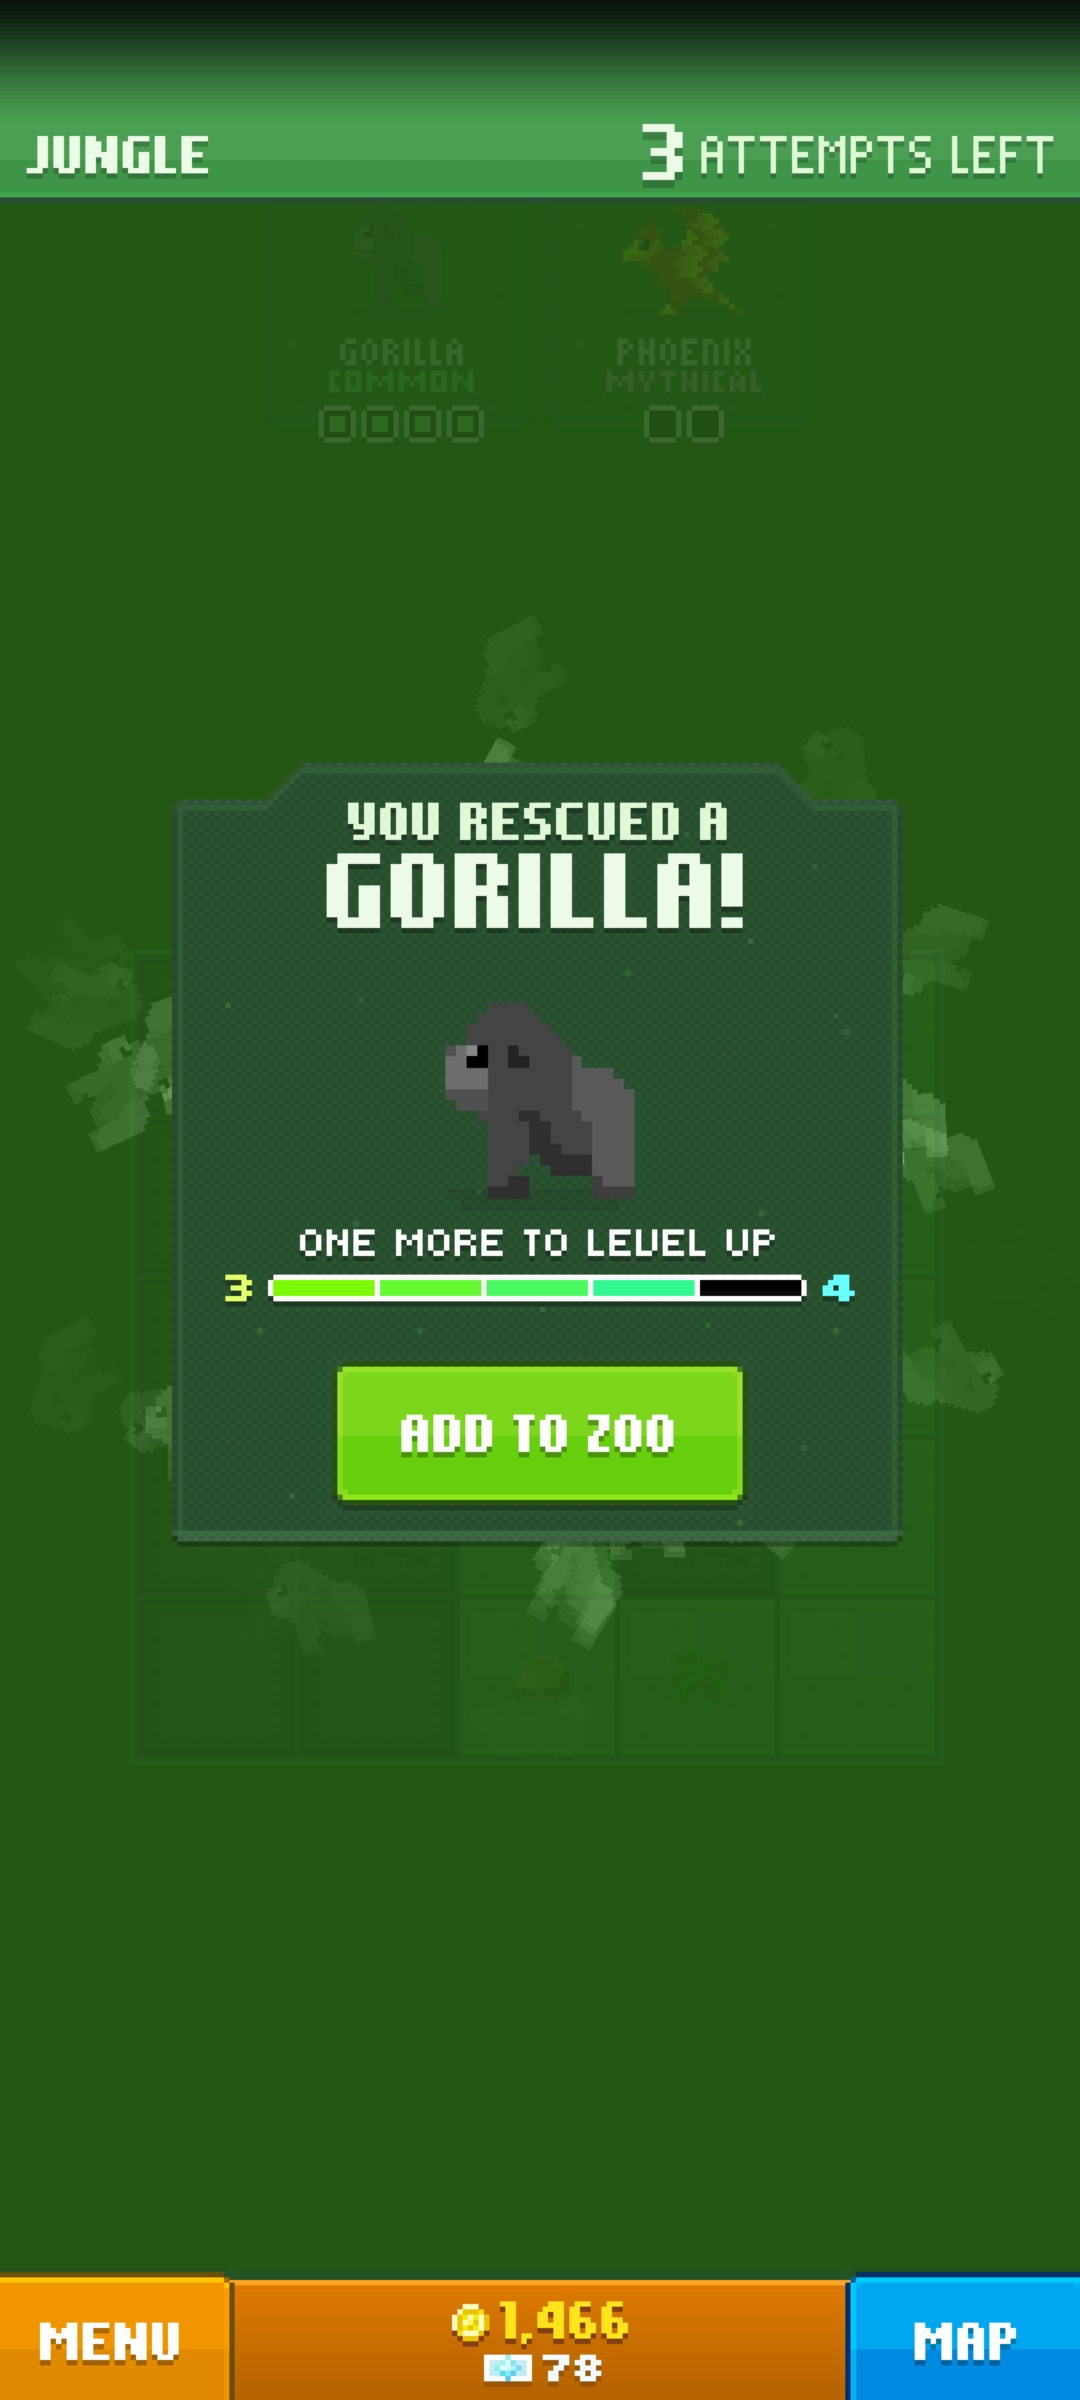 JUNGLE
3 ATTEMPTS LEFT
GORILLA
COMMON
PHOENIX
MYTHICAL
YOU RESCUED A
GORILLA!
ONE MORE TO LEVEL UP
3
4
ADD TO ZOO
MENU
1,466
78
MAP